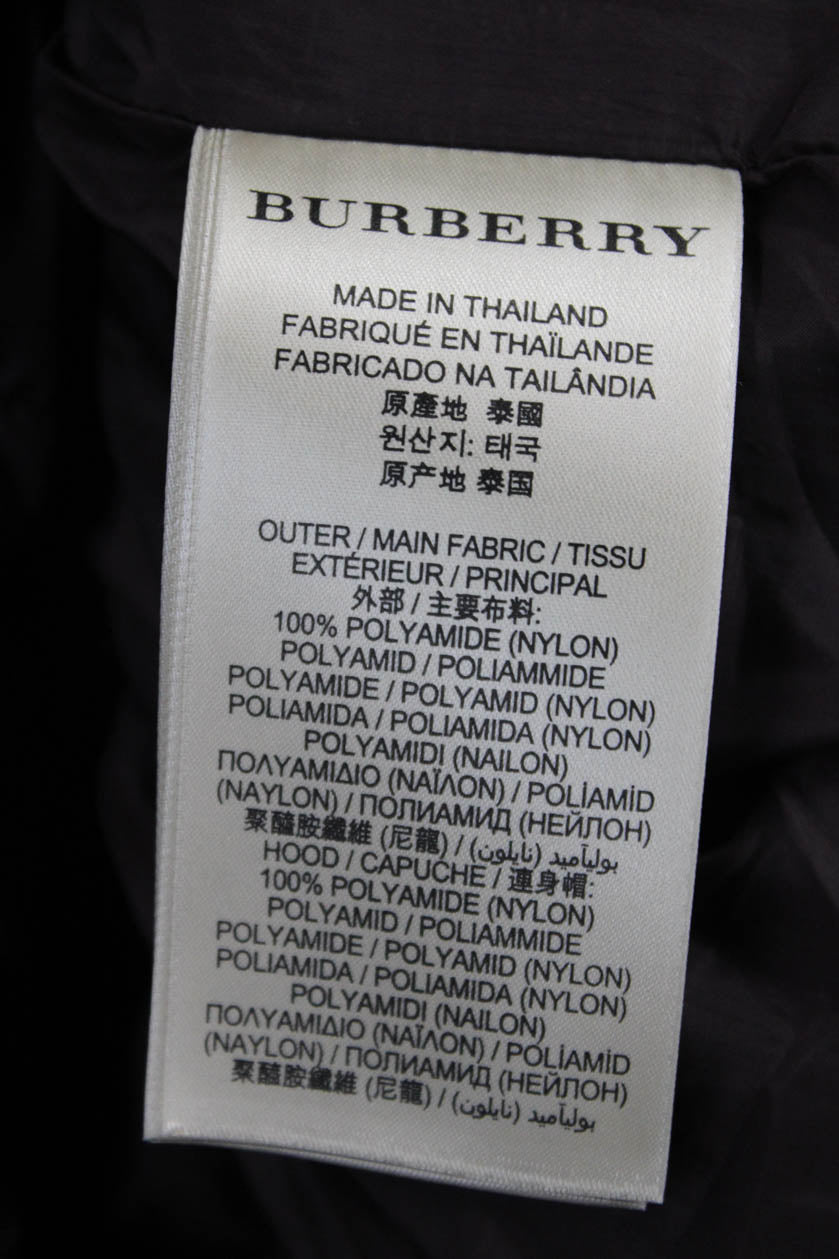 BURBERRY
MADE IN THAILAND
FABRIQUÉ EN THAÏLANDE
FABRICADO NA TAILÂNDIA
原產地 泰國
원산지: 태국
原产地 泰国
OUTER / MAIN FABRIC / TISSU
EXTÉRIEUR / PRINCIPAL
外部 / 主要布料:
100% POLYAMIDE (NYLON)
POLYAMID / POLIAMMIDE
POLYAMIDE / POLYAMID (NYLON)
POLIAMIDA / POLIAMIDA (NYLON)
POLYAMIDI (NAILON)
ΠΟΛΥΑΜΙΔΙΟ (ΝΑΪΛΟΝ) / POLİAMİD
(NAYLON) / ПОЛИАМИД (НЕЙЛОН)
聚醯胺纖維 (尼龍) / بوليآميد (نايلون)
HOOD / CAPUCHE / 連身帽:
100% POLYAMIDE (NYLON)
POLYAMID / POLIAMMIDE
POLYAMIDE / POLYAMID (NYLON)
POLIAMIDA / POLIAMIDA (NYLON)
POLYAMIDI (NAILON)
ΠΟΛΥΑΜΙΔΙΟ (ΝΑΪΛΟΝ) / POLİAMİD
(NAYLON) / ПОЛИАМИД (НЕЙЛОН)
聚醯胺纖維 (尼龍) / بوليآميد (نايلون)